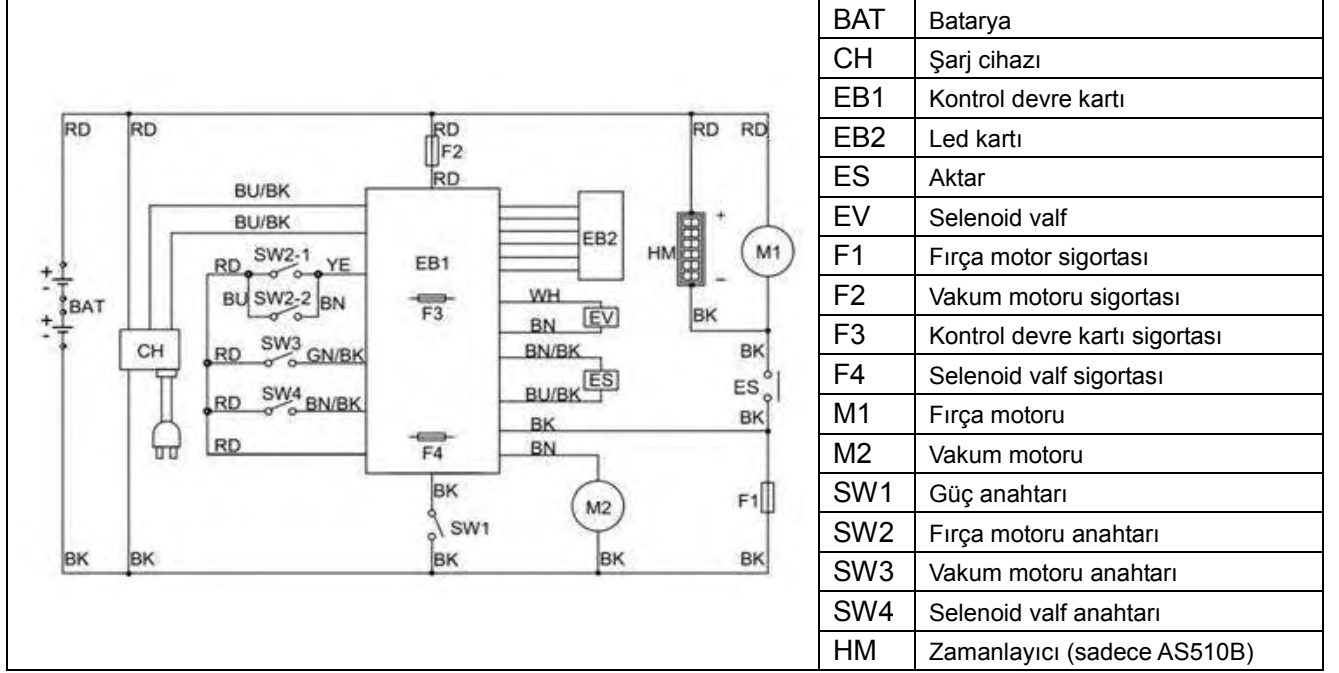 RD
RD
RD
RD
RD
F2
RD
BU/BK
BU/BK
SW2-1
RD
YE
BU
SW2-2
BN
EB1
EB2
HM
+
M1
−
F3
WH
EV
BN
BK
+
-
BAT
+
-
CH
SW3
RD
GN/BK
BN/BK
ES
BU/BK
BK
ES
SW4
RD
BN/BK
BK
BK
RD
F4
BN
BK
M2
F1
SW1
BK
BK
BK
BK
BK
BAT Batarya
CH Şarj cihazı
EB1 Kontrol devre kartı
EB2 Led kartı
ES Aktar
EV Selenoid valf
F1 Fırça motor sigortası
F2 Vakum motoru sigortası
F3 Kontrol devre kartı sigortası
F4 Selenoid valf sigortası
M1 Fırça motoru
M2 Vakum motoru
SW1 Güç anahtarı
SW2 Fırça motoru anahtarı
SW3 Vakum motoru anahtarı
SW4 Selenoid valf anahtarı
HM Zamanlayıcı (sadece AS510B)